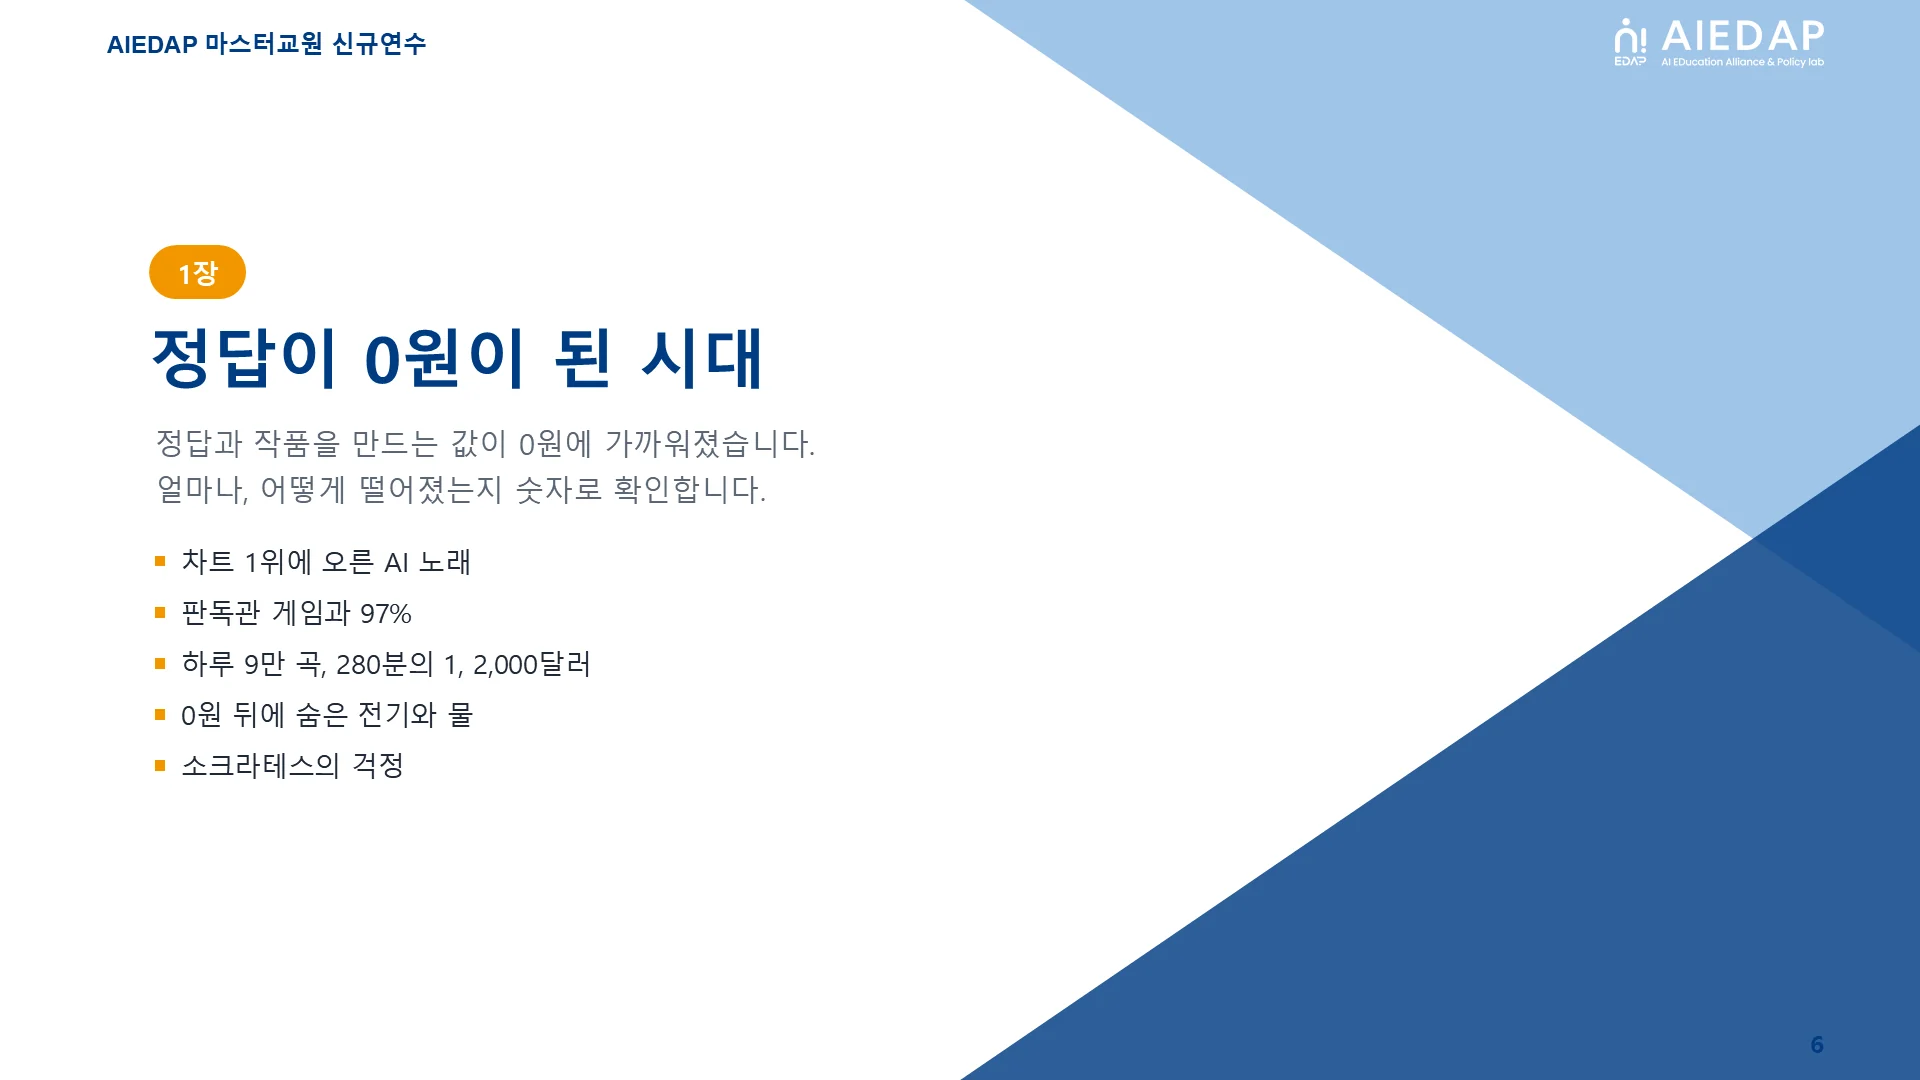 AIEDAP 마스터교원 신규연수
AIEDAP
EDAP
AI EDucation Alliance & Policy lab
1장
정답이 0원이 된 시대
정답과 작품을 만드는 값이 0원에 가까워졌습니다.
얼마나, 어떻게 떨어졌는지 숫자로 확인합니다.
차트 1위에 오른 AI 노래
판독관 게임과 97%
하루 9만 곡, 280분의 1, 2,000달러
0원 뒤에 숨은 전기와 물
소크라테스의 걱정
6